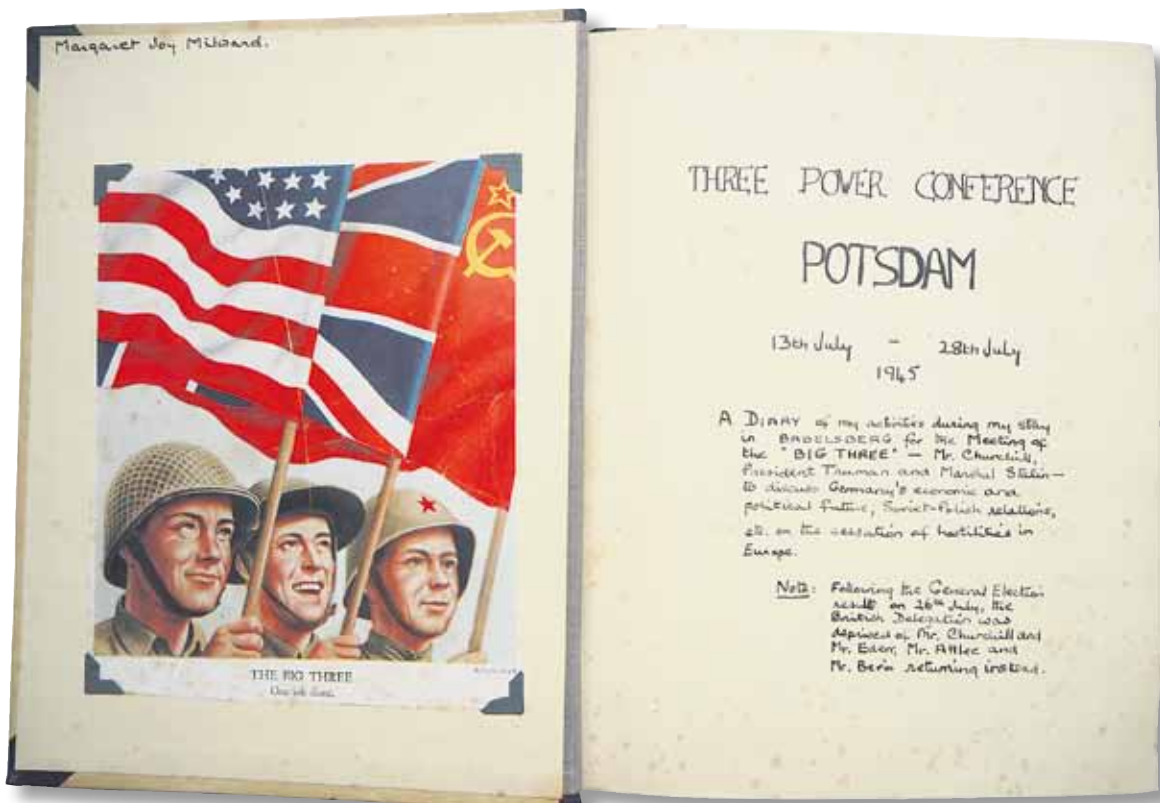 Margaret Joy Milward.
THE BIG THREE
One job done.
THREE POWER CONFERENCE
POTSDAM
13th July - 28th July
1945
A DIARY of my activities during my stay
in BABELSBERG for the Meeting of
the "BIG THREE" — Mr. Churchill,
President Truman and Marshal Stalin —
to discuss Germany's economic and
political future, Soviet-Polish relations,
etc. on the cessation of hostilities in
Europe.
Note: Following the General Election
result on 26th July, the
British Delegation was
deprived of Mr. Churchill and
Mr. Eden, Mr. Attlee and
Mr. Bevin returning instead.